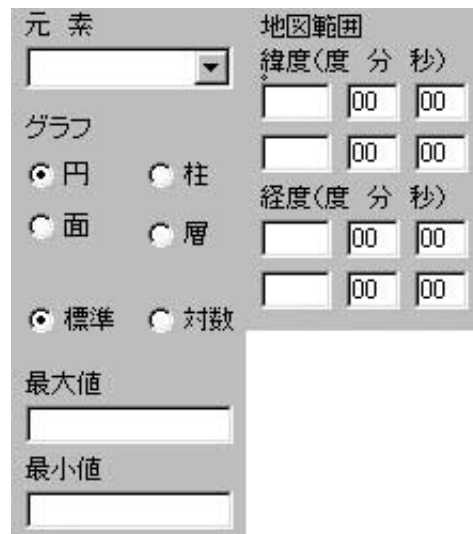 元 素
グラフ
円 柱
面 層
標準 対数
最大値
最小値
地図範囲
緯度(度 分 秒)
00 00
00 00
経度(度 分 秒)
00 00
00 00